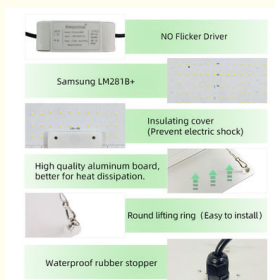 NO Flicker Driver
Samsung LM281B+
Insulating cover
(Prevent electric shock)
High quality aluminum board,
better for heat dissipation.
Round lifting ring (Easy to install)
Waterproof rubber stopper